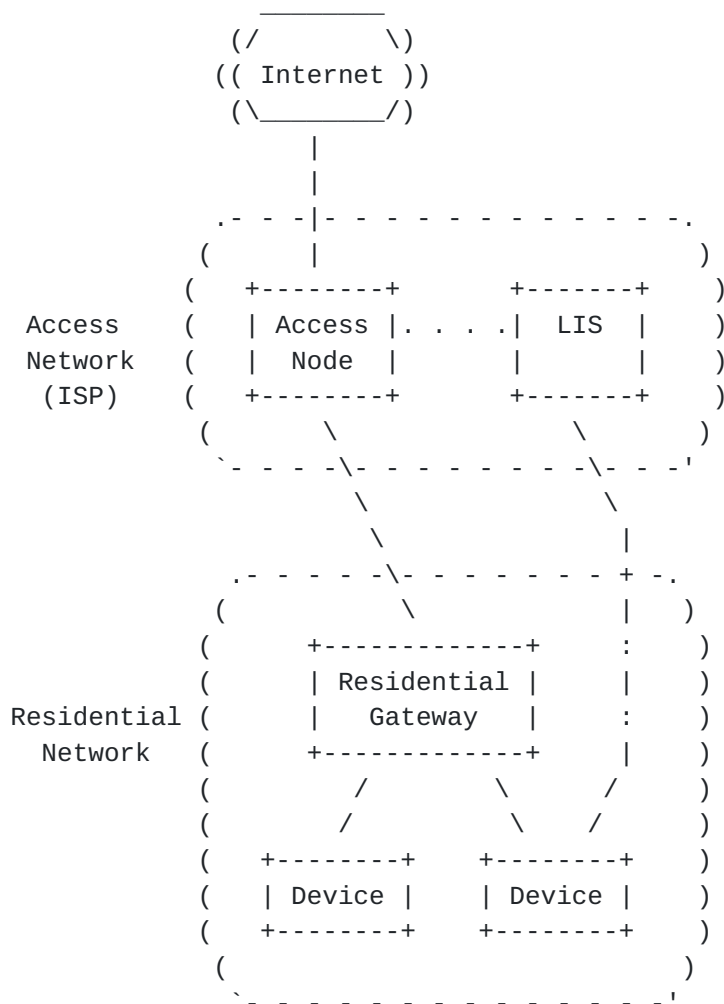 Internet
Access LIS
Access Node
Network
(ISP)
Residential
Residential Gateway
Network
Device Device